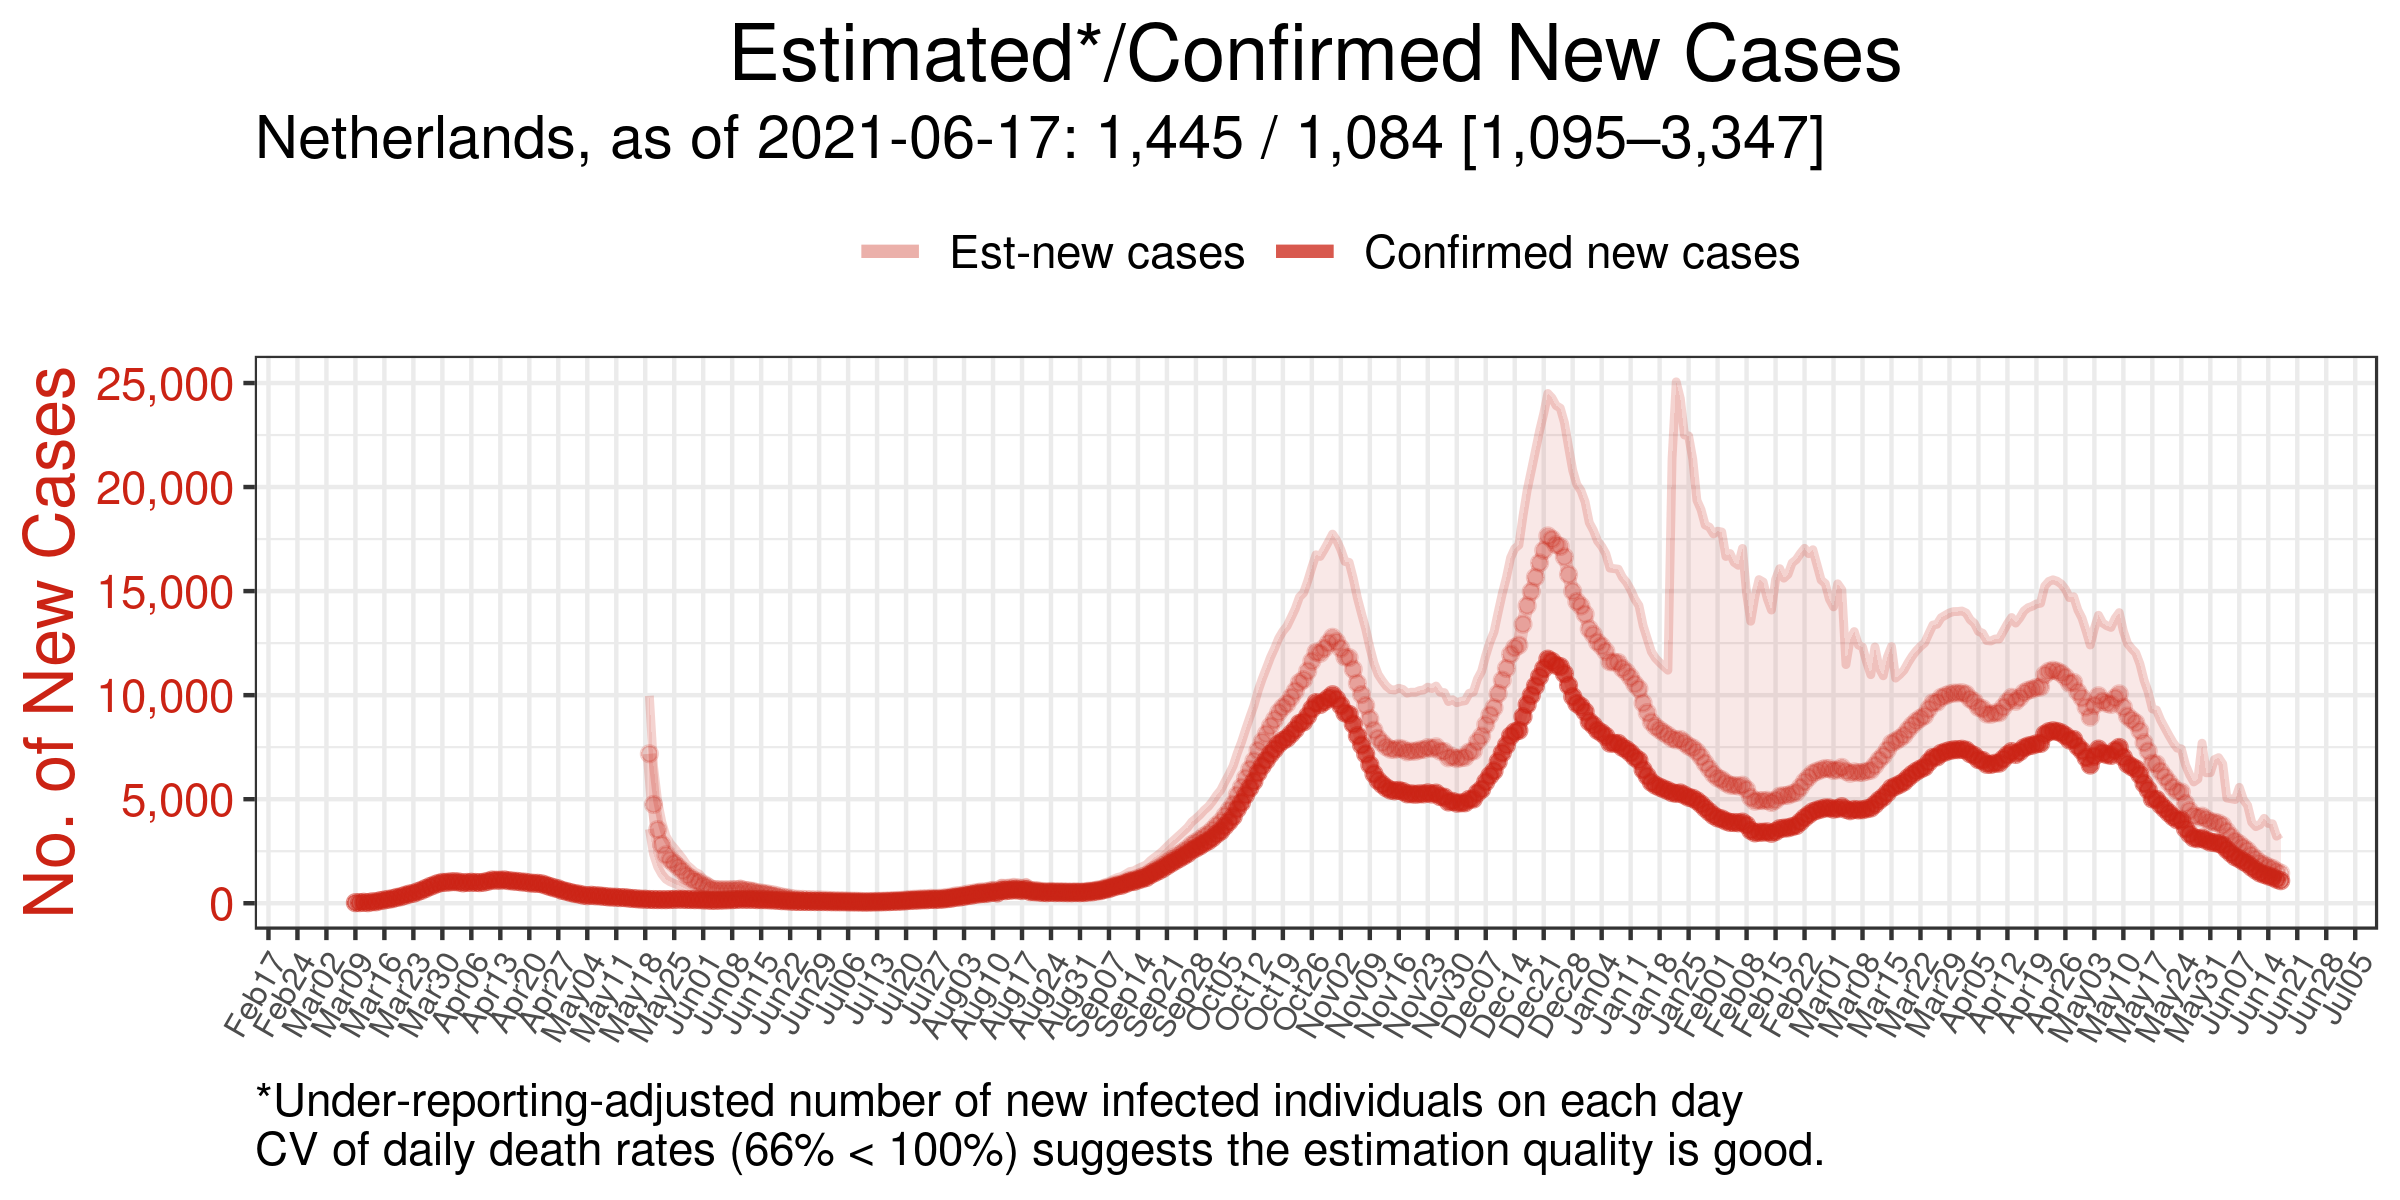 Estimated*/Confirmed New Cases
Netherlands, as of 2021-06-17: 1,445 / 1,084 [1,095–3,347]
Est-new cases Confirmed new cases
No. of New Cases
25,000
20,000
15,000
10,000
5,000
0
Feb17 Feb24 Mar02 Mar09 Mar16 Mar23 Mar30 Apr06 Apr13 Apr20 Apr27 May04 May11 May18 May25 Jun01 Jun08 Jun15 Jun22 Jun29 Jul06 Jul13 Jul20 Jul27 Aug03 Aug10 Aug17 Aug24 Aug31 Sep07 Sep14 Sep21 Sep28 Oct05 Oct12 Oct19 Oct26 Nov02 Nov09 Nov16 Nov23 Nov30 Dec07 Dec14 Dec21 Dec28 Jan04 Jan11 Jan18 Jan25 Feb01 Feb08 Feb15 Feb22 Mar01 Mar08 Mar15 Mar22 Mar29 Apr05 Apr12 Apr19 Apr26 May03 May10 May17 May24 May31 Jun07 Jun14 Jun21 Jun28 Jul05
*Under-reporting-adjusted number of new infected individuals on each day
CV of daily death rates (66% < 100%) suggests the estimation quality is good.